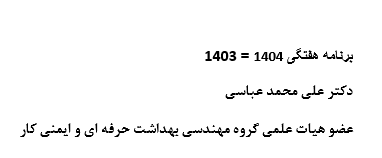 برنامه هفتگی 1404 = 1403
دکتر علی محمد عباسی
عضو هیات علمی گروه مهندسی بهداشت حرفه ای و ایمنی کار